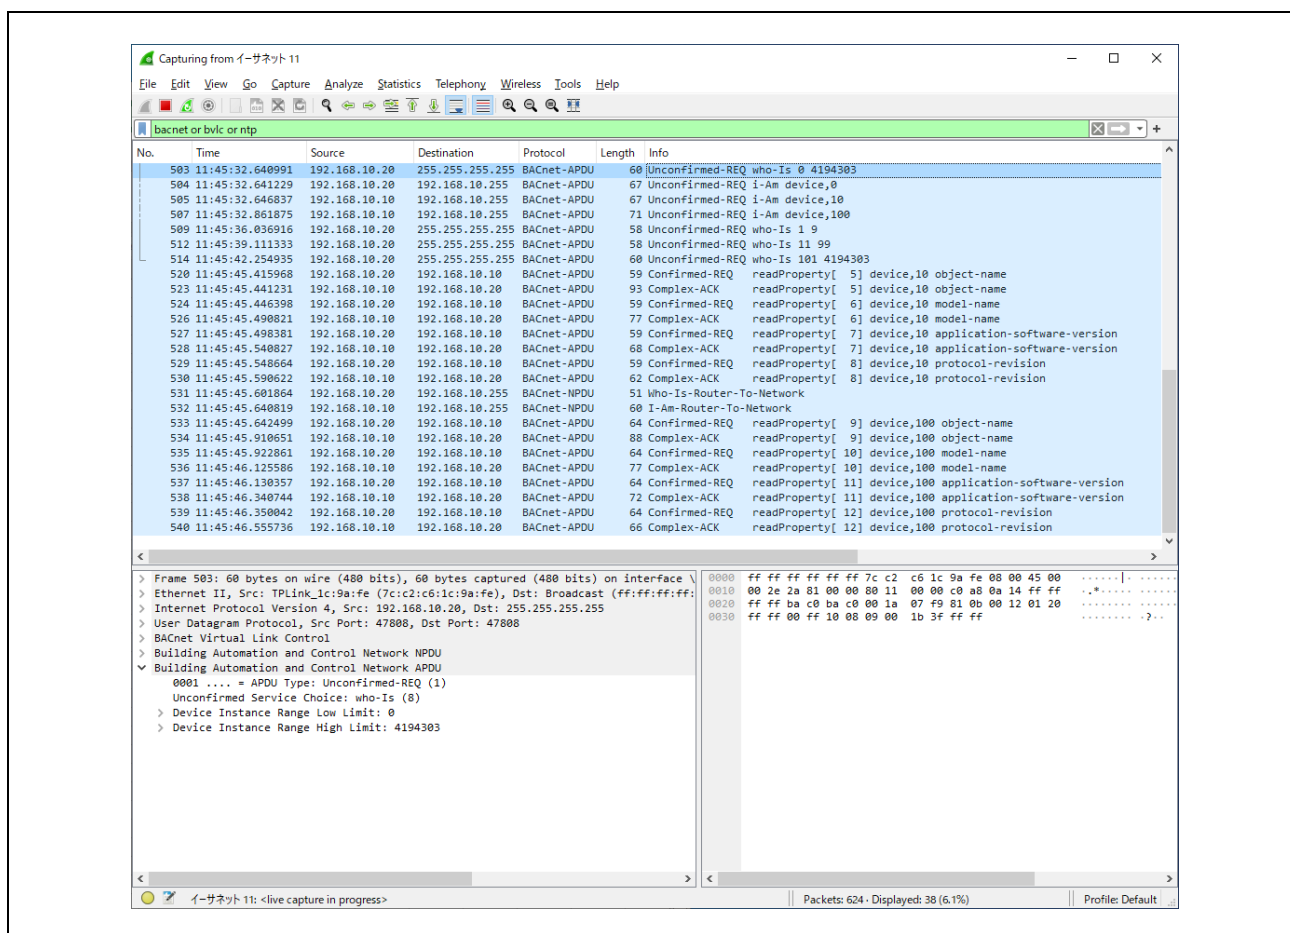 Capturing from イーサネット 11
File Edit View Go Capture Analyze Statistics Telephony Wireless Tools Help
bacnet or bvlc or ntp
No. Time Source Destination Protocol Length Info
503 11:45:32.640991 192.168.10.20 255.255.255.255 BACnet-APDU 60 Unconfirmed-REQ who-Is 0 4194303
504 11:45:32.641229 192.168.10.20 192.168.10.255 BACnet-APDU 67 Unconfirmed-REQ i-Am device,0
505 11:45:32.646837 192.168.10.10 192.168.10.255 BACnet-APDU 67 Unconfirmed-REQ i-Am device,10
507 11:45:32.861875 192.168.10.10 192.168.10.255 BACnet-APDU 71 Unconfirmed-REQ i-Am device,100
509 11:45:36.036916 192.168.10.20 255.255.255.255 BACnet-APDU 58 Unconfirmed-REQ who-Is 1 9
512 11:45:39.111333 192.168.10.20 255.255.255.255 BACnet-APDU 58 Unconfirmed-REQ who-Is 11 99
514 11:45:42.254935 192.168.10.20 255.255.255.255 BACnet-APDU 60 Unconfirmed-REQ who-Is 101 4194303
520 11:45:45.415968 192.168.10.20 192.168.10.10 BACnet-APDU 59 Confirmed-REQ readProperty[ 5] device,10 object-name
523 11:45:45.441231 192.168.10.10 192.168.10.20 BACnet-APDU 93 Complex-ACK readProperty[ 5] device,10 object-name
524 11:45:45.446398 192.168.10.20 192.168.10.10 BACnet-APDU 59 Confirmed-REQ readProperty[ 6] device,10 model-name
526 11:45:45.490821 192.168.10.10 192.168.10.20 BACnet-APDU 77 Complex-ACK readProperty[ 6] device,10 model-name
527 11:45:45.498381 192.168.10.20 192.168.10.10 BACnet-APDU 59 Confirmed-REQ readProperty[ 7] device,10 application-software-version
528 11:45:45.540827 192.168.10.10 192.168.10.20 BACnet-APDU 68 Complex-ACK readProperty[ 7] device,10 application-software-version
529 11:45:45.548664 192.168.10.20 192.168.10.10 BACnet-APDU 59 Confirmed-REQ readProperty[ 8] device,10 protocol-revision
530 11:45:45.590622 192.168.10.10 192.168.10.20 BACnet-APDU 62 Complex-ACK readProperty[ 8] device,10 protocol-revision
531 11:45:45.601864 192.168.10.20 192.168.10.255 BACnet-NPDU 51 Who-Is-Router-To-Network
532 11:45:45.640819 192.168.10.10 192.168.10.255 BACnet-NPDU 60 I-Am-Router-To-Network
533 11:45:45.642499 192.168.10.20 192.168.10.10 BACnet-APDU 64 Confirmed-REQ readProperty[ 9] device,100 object-name
534 11:45:45.910651 192.168.10.10 192.168.10.20 BACnet-APDU 88 Complex-ACK readProperty[ 9] device,100 object-name
535 11:45:45.922861 192.168.10.20 192.168.10.10 BACnet-APDU 64 Confirmed-REQ readProperty[ 10] device,100 model-name
536 11:45:46.125586 192.168.10.10 192.168.10.20 BACnet-APDU 77 Complex-ACK readProperty[ 10] device,100 model-name
537 11:45:46.130357 192.168.10.20 192.168.10.10 BACnet-APDU 64 Confirmed-REQ readProperty[ 11] device,100 application-software-version
538 11:45:46.340744 192.168.10.10 192.168.10.20 BACnet-APDU 72 Complex-ACK readProperty[ 11] device,100 application-software-version
539 11:45:46.350042 192.168.10.20 192.168.10.10 BACnet-APDU 64 Confirmed-REQ readProperty[ 12] device,100 protocol-revision
540 11:45:46.555736 192.168.10.10 192.168.10.20 BACnet-APDU 66 Complex-ACK readProperty[ 12] device,100 protocol-revision
Frame 503: 60 bytes on wire (480 bits), 60 bytes captured (480 bits) on interface \
Ethernet II, Src: TPLink_1c:9a:fe (7c:c2:c6:1c:9a:fe), Dst: Broadcast (ff:ff:ff:ff:
Internet Protocol Version 4, Src: 192.168.10.20, Dst: 255.255.255.255
User Datagram Protocol, Src Port: 47808, Dst Port: 47808
BACnet Virtual Link Control
Building Automation and Control Network NPDU
Building Automation and Control Network APDU
0001 .... = APDU Type: Unconfirmed-REQ (1)
Unconfirmed Service Choice: who-Is (8)
Device Instance Range Low Limit: 0
Device Instance Range High Limit: 4194303
0000 ff ff ff ff ff ff 7c c2 c6 1c 9a fe 08 00 45 00 ······|· ······E·
0010 00 2e 2a 81 00 00 80 11 00 00 c0 a8 0a 14 ff ff ·.*····· ········
0020 ff ff ba c0 ba c0 00 1a 07 f9 81 0b 00 12 01 20 ········ ·······
0030 ff ff 00 ff 10 08 09 00 1b 3f ff ff ········ ·?··
イーサネット 11: <live capture in progress>
Packets: 624 · Displayed: 38 (6.1%)
Profile: Default